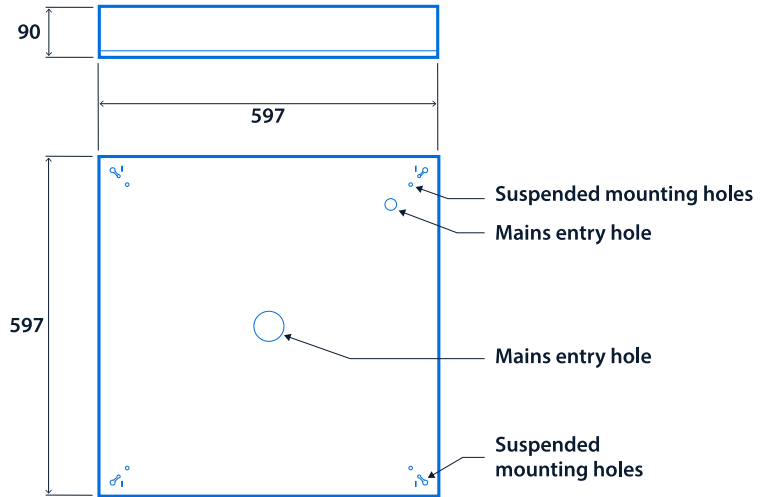 90
597
Suspended mounting holes
Mains entry hole
597
Mains entry hole
Suspended
mounting holes